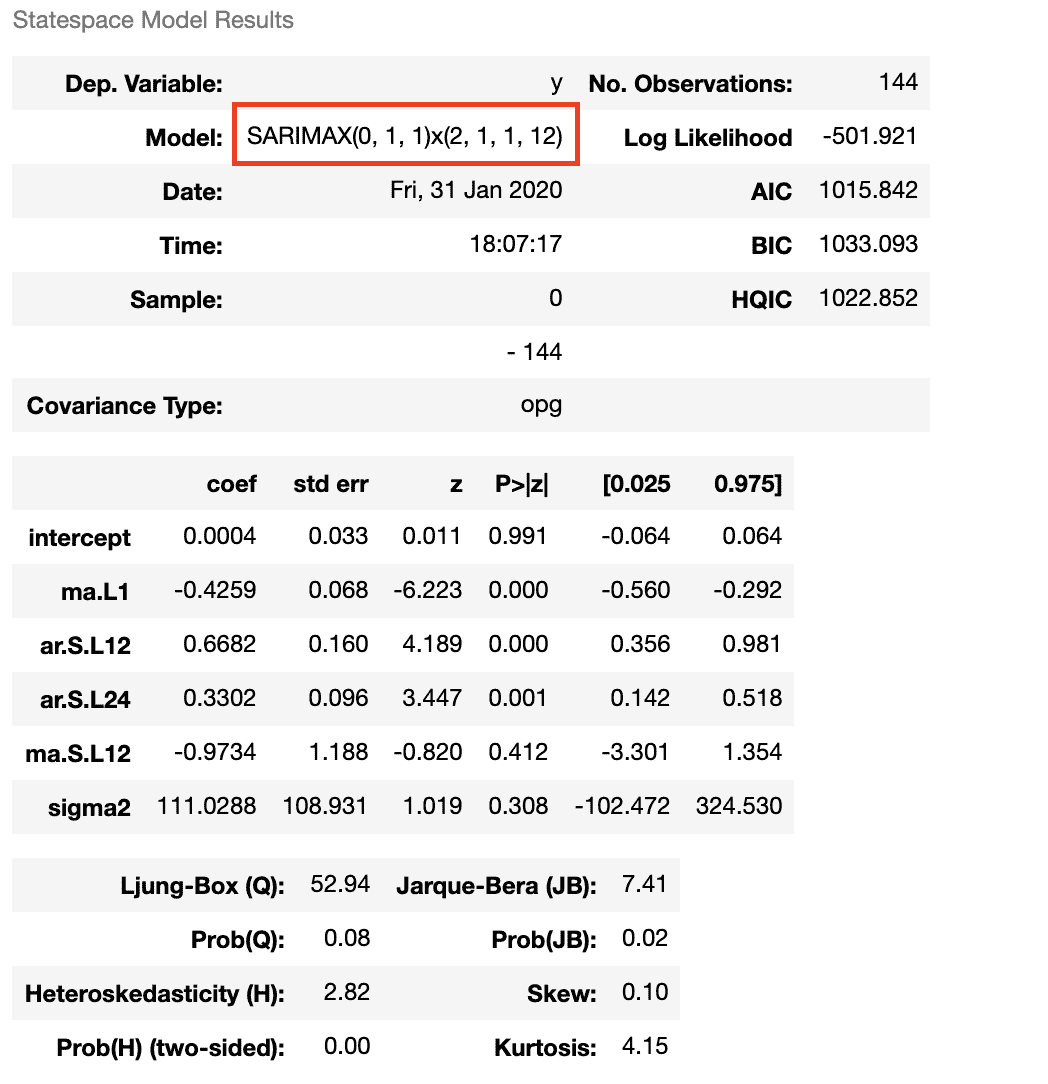 Statespace Model Results
Dep. Variable: y No. Observations: 144
Model: SARIMAX(0, 1, 1)x(2, 1, 1, 12) Log Likelihood -501.921
Date: Fri, 31 Jan 2020 AIC 1015.842
Time: 18:07:17 BIC 1033.093
Sample: 0 HQIC 1022.852
- 144
Covariance Type: opg
coef std err z P>|z| [0.025 0.975]
intercept 0.0004 0.033 0.011 0.991 -0.064 0.064
ma.L1 -0.4259 0.068 -6.223 0.000 -0.560 -0.292
ar.S.L12 0.6682 0.160 4.189 0.000 0.356 0.981
ar.S.L24 0.3302 0.096 3.447 0.001 0.142 0.518
ma.S.L12 -0.9734 1.188 -0.820 0.412 -3.301 1.354
sigma2 111.0288 108.931 1.019 0.308 -102.472 324.530
Ljung-Box (Q): 52.94 Jarque-Bera (JB): 7.41
Prob(Q): 0.08 Prob(JB): 0.02
Heteroskedasticity (H): 2.82 Skew: 0.10
Prob(H) (two-sided): 0.00 Kurtosis: 4.15